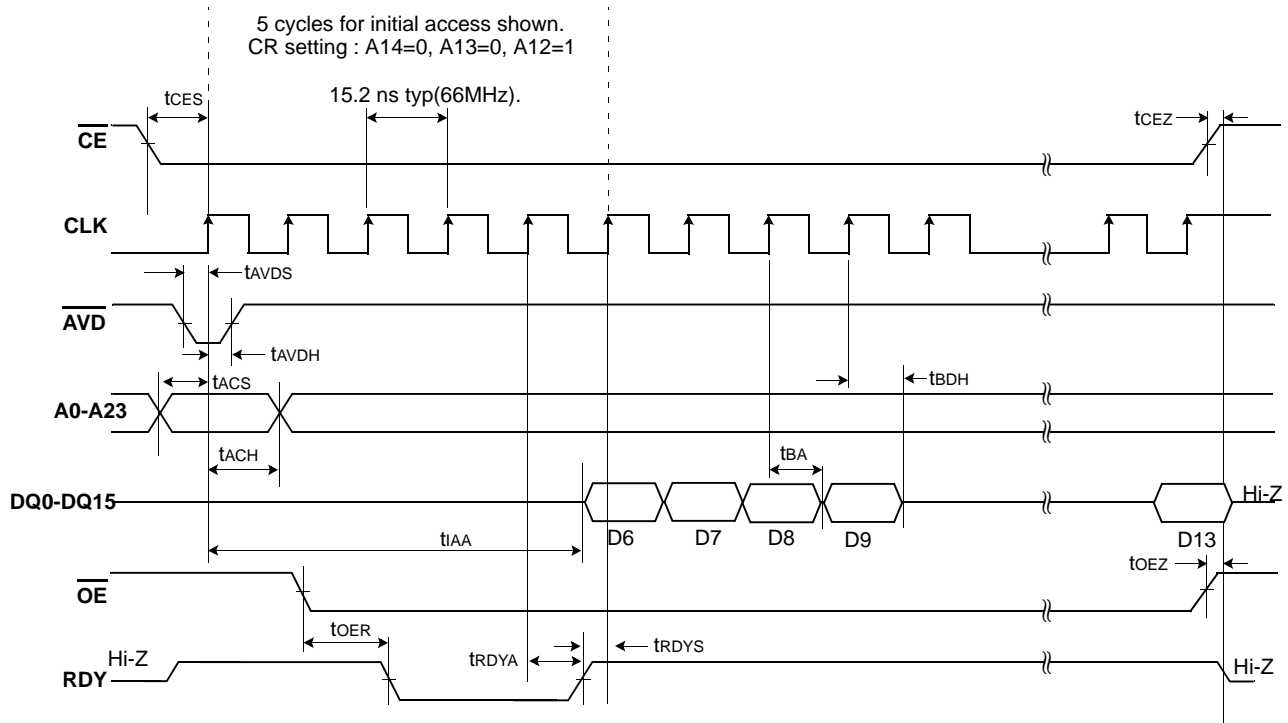 5 cycles for initial access shown.
CR setting : A14=0, A13=0, A12=1
tCES
15.2 ns typ(66MHz).
tCEZ
CE
CLK
tAVDS
AVD
tAVDH
tACS
tBDH
A0-A23
tACH
tBA
DQ0-DQ15
Hi-Z
D6
D7
D8
D9
D13
tIAA
tOEZ
OE
tOER
tRDYA
tRDYS
Hi-Z
Hi-Z
RDY